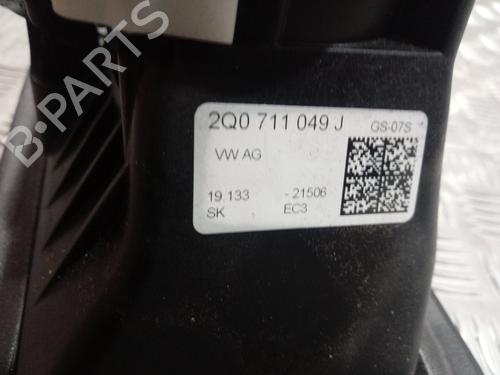 2Q0 711 049 J GS-07S
VW AG
19 133 - 21506
SK EC3
B-PARTS